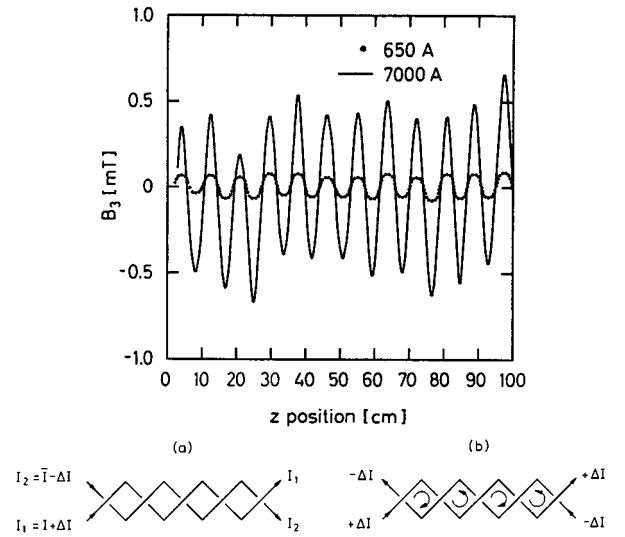 1.0
0.5
0
-0.5
-1.0
B₃ [mT]
• 650 A
— 7000 A
0 10 20 30 40 50 60 70 80 90 100
z position [cm]
(a) (b)
I₂ = Ī-ΔI I₁ -ΔI +ΔI
I₁ = I+ΔI I₂ +ΔI -ΔI